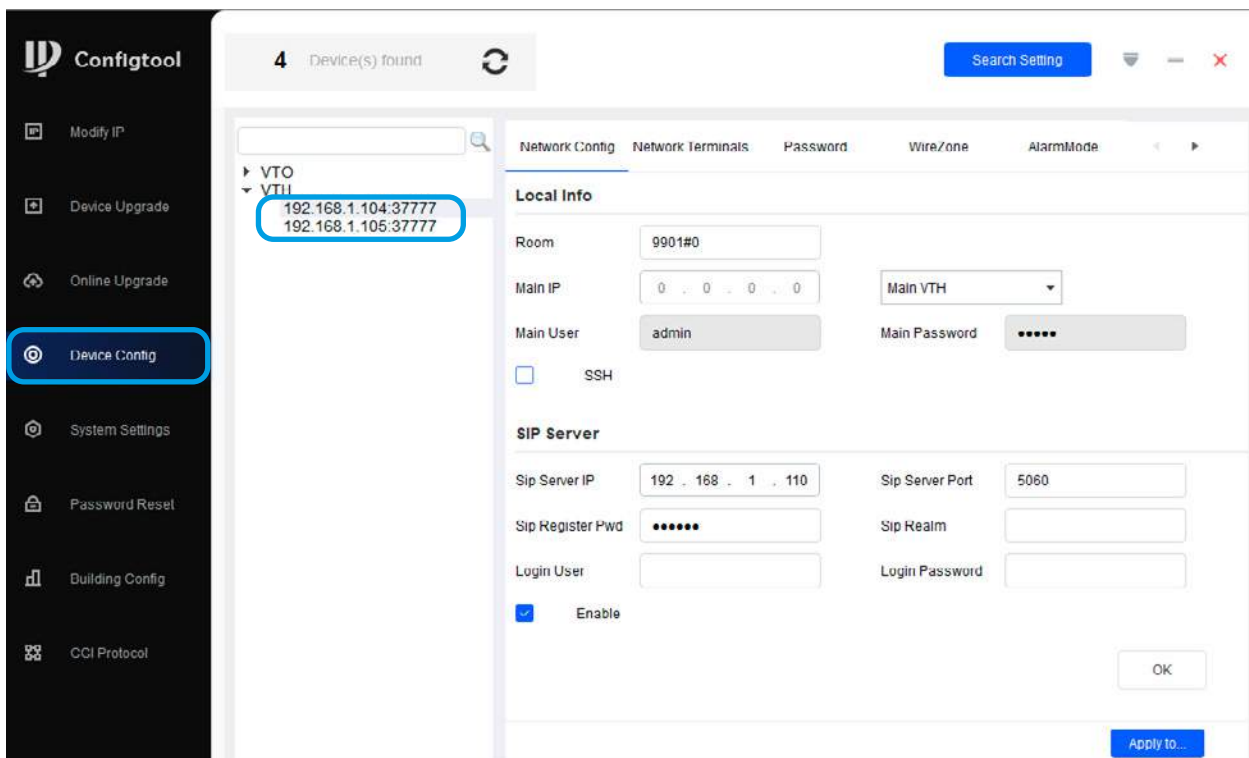 Configtool
4 Device(s) found
Search Setting
Modify IP
Device Upgrade
Online Upgrade
Device Config
System Settings
Password Reset
Building Config
CCI Protocol
VTO
VTH
192.168.1.104:37777
192.168.1.105:37777
Network Config Network Terminals Password WireZone AlarmMode
Local Info
Room 9901#0
Main IP 0 . 0 . 0 . 0 Main VTH
Main User admin Main Password •••••
SSH
SIP Server
Sip Server IP 192 . 168 . 1 . 110 Sip Server Port 5060
Sip Register Pwd •••••• Sip Realm
Login User Login Password
Enable
OK
Apply to...